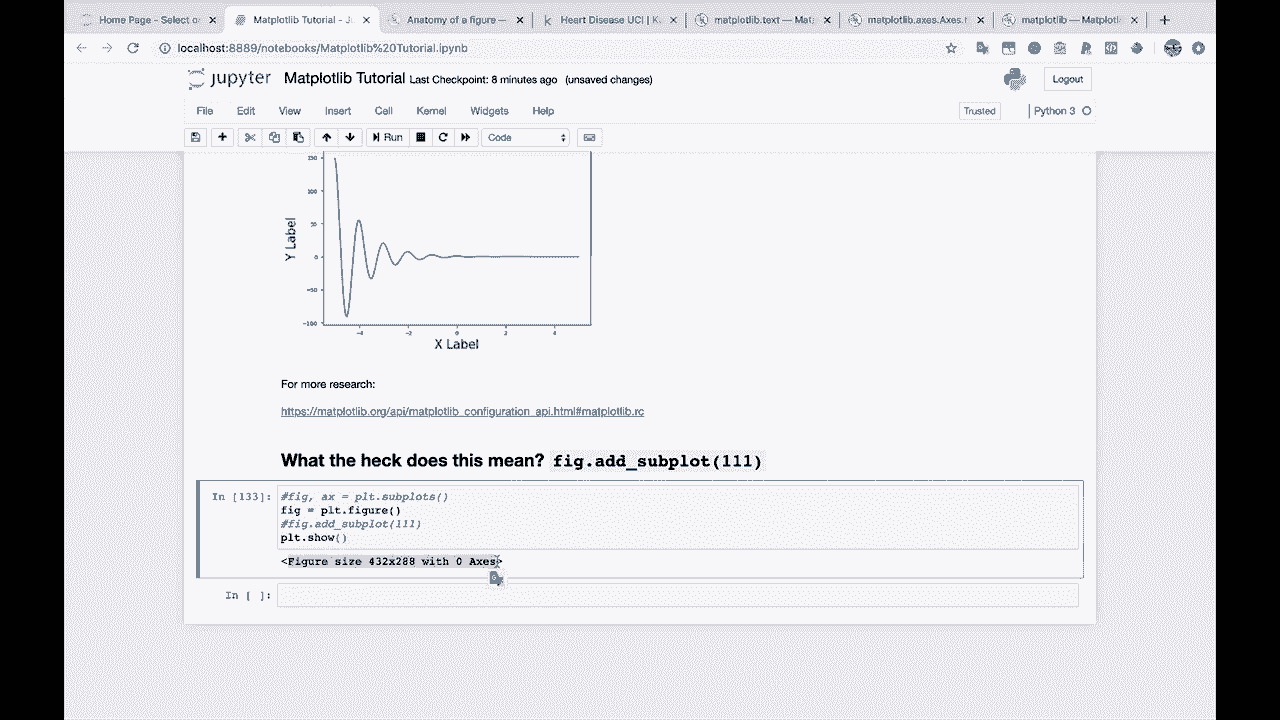 Home Page - Select or
Matplotlib Tutorial - J
Anatomy of a figure —
Heart Disease UCI | K
matplotlib.text — Mat
matplotlib.axes.Axes.
matplotlib — Matplotl
localhost:8889/notebooks/Matplotlib%20Tutorial.ipynb
jupyter Matplotlib Tutorial Last Checkpoint: 8 minutes ago (unsaved changes)
Logout
File Edit View Insert Cell Kernel Widgets Help
Trusted Python 3
Run Code
150
100
50
0
−50
−100
Y Label
−4 −2 0 2 4
X Label
For more research:
https://matplotlib.org/api/matplotlib_configuration_api.html#matplotlib.rc
What the heck does this mean? fig.add_subplot(111)
In [133]:
#fig, ax = plt.subplots()
fig = plt.figure()
#fig.add_subplot(111)
plt.show()
<Figure size 432x288 with 0 Axes>
In [ ]: